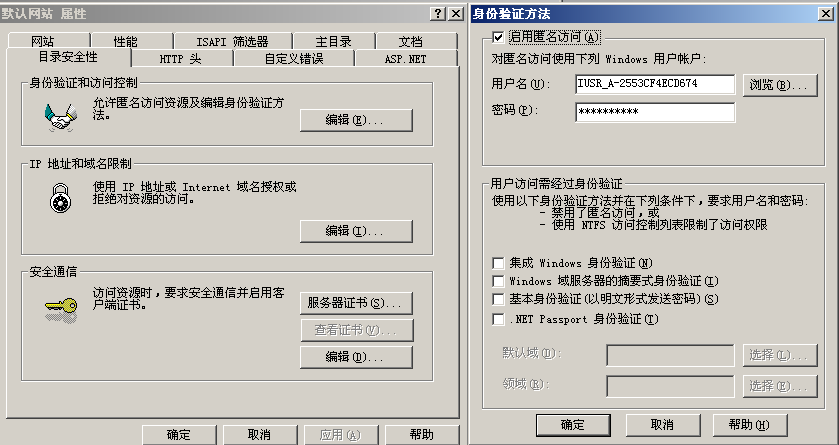 默认网站 属性
网站 性能 ISAPI 筛选器 主目录 文档
目录安全性 HTTP 头 自定义错误 ASP.NET
身份验证和访问控制
允许匿名访问资源及编辑身份验证方
法。
编辑(E)...
IP 地址和域名限制
使用 IP 地址或 Internet 域名授权或
拒绝对资源的访问。
编辑(I)...
安全通信
访问资源时，要求安全通信并启用客
户端证书。
服务器证书(S)...
查看证书(V)...
编辑(D)...
确定 取消 应用(A) 帮助
身份验证方法
启用匿名访问(A)
对匿名访问使用下列 Windows 用户帐户:
用户名(U): IUSR_A-2553CF4ECD674 浏览(B)...
密码(P): **********
用户访问需经过身份验证
使用以下身份验证方法并在下列条件下，要求用户名和密码:
- 禁用了匿名访问，或
- 使用 NTFS 访问控制列表限制了访问权限
集成 Windows 身份验证(N)
Windows 域服务器的摘要式身份验证(I)
基本身份验证(以明文形式发送密码)(S)
.NET Passport 身份验证(T)
默认域(D): 选择(L)...
领域(R): 选择(E)...
确定 取消 帮助(H)